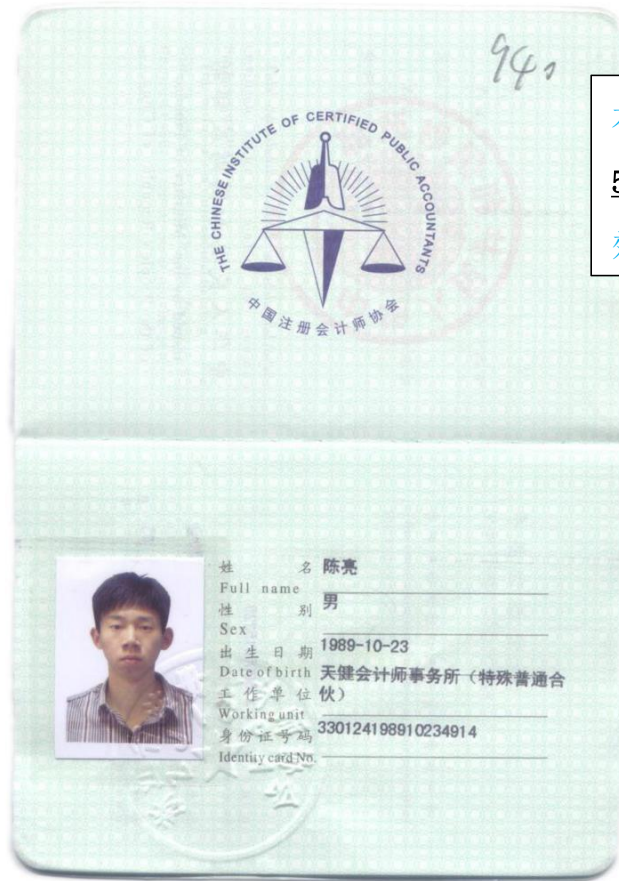 940
THE CHINESE INSTITUTE OF CERTIFIED PUBLIC ACCOUNTANTS
中国注册会计师协会
姓 名 陈亮
Full name
性 别 男
Sex
出生日期 1989-10-23
Date of birth
工作单位 天健会计师事务所（特殊普通合
伙）
Working unit
身份证号码 330124198910234914
Identity card No.